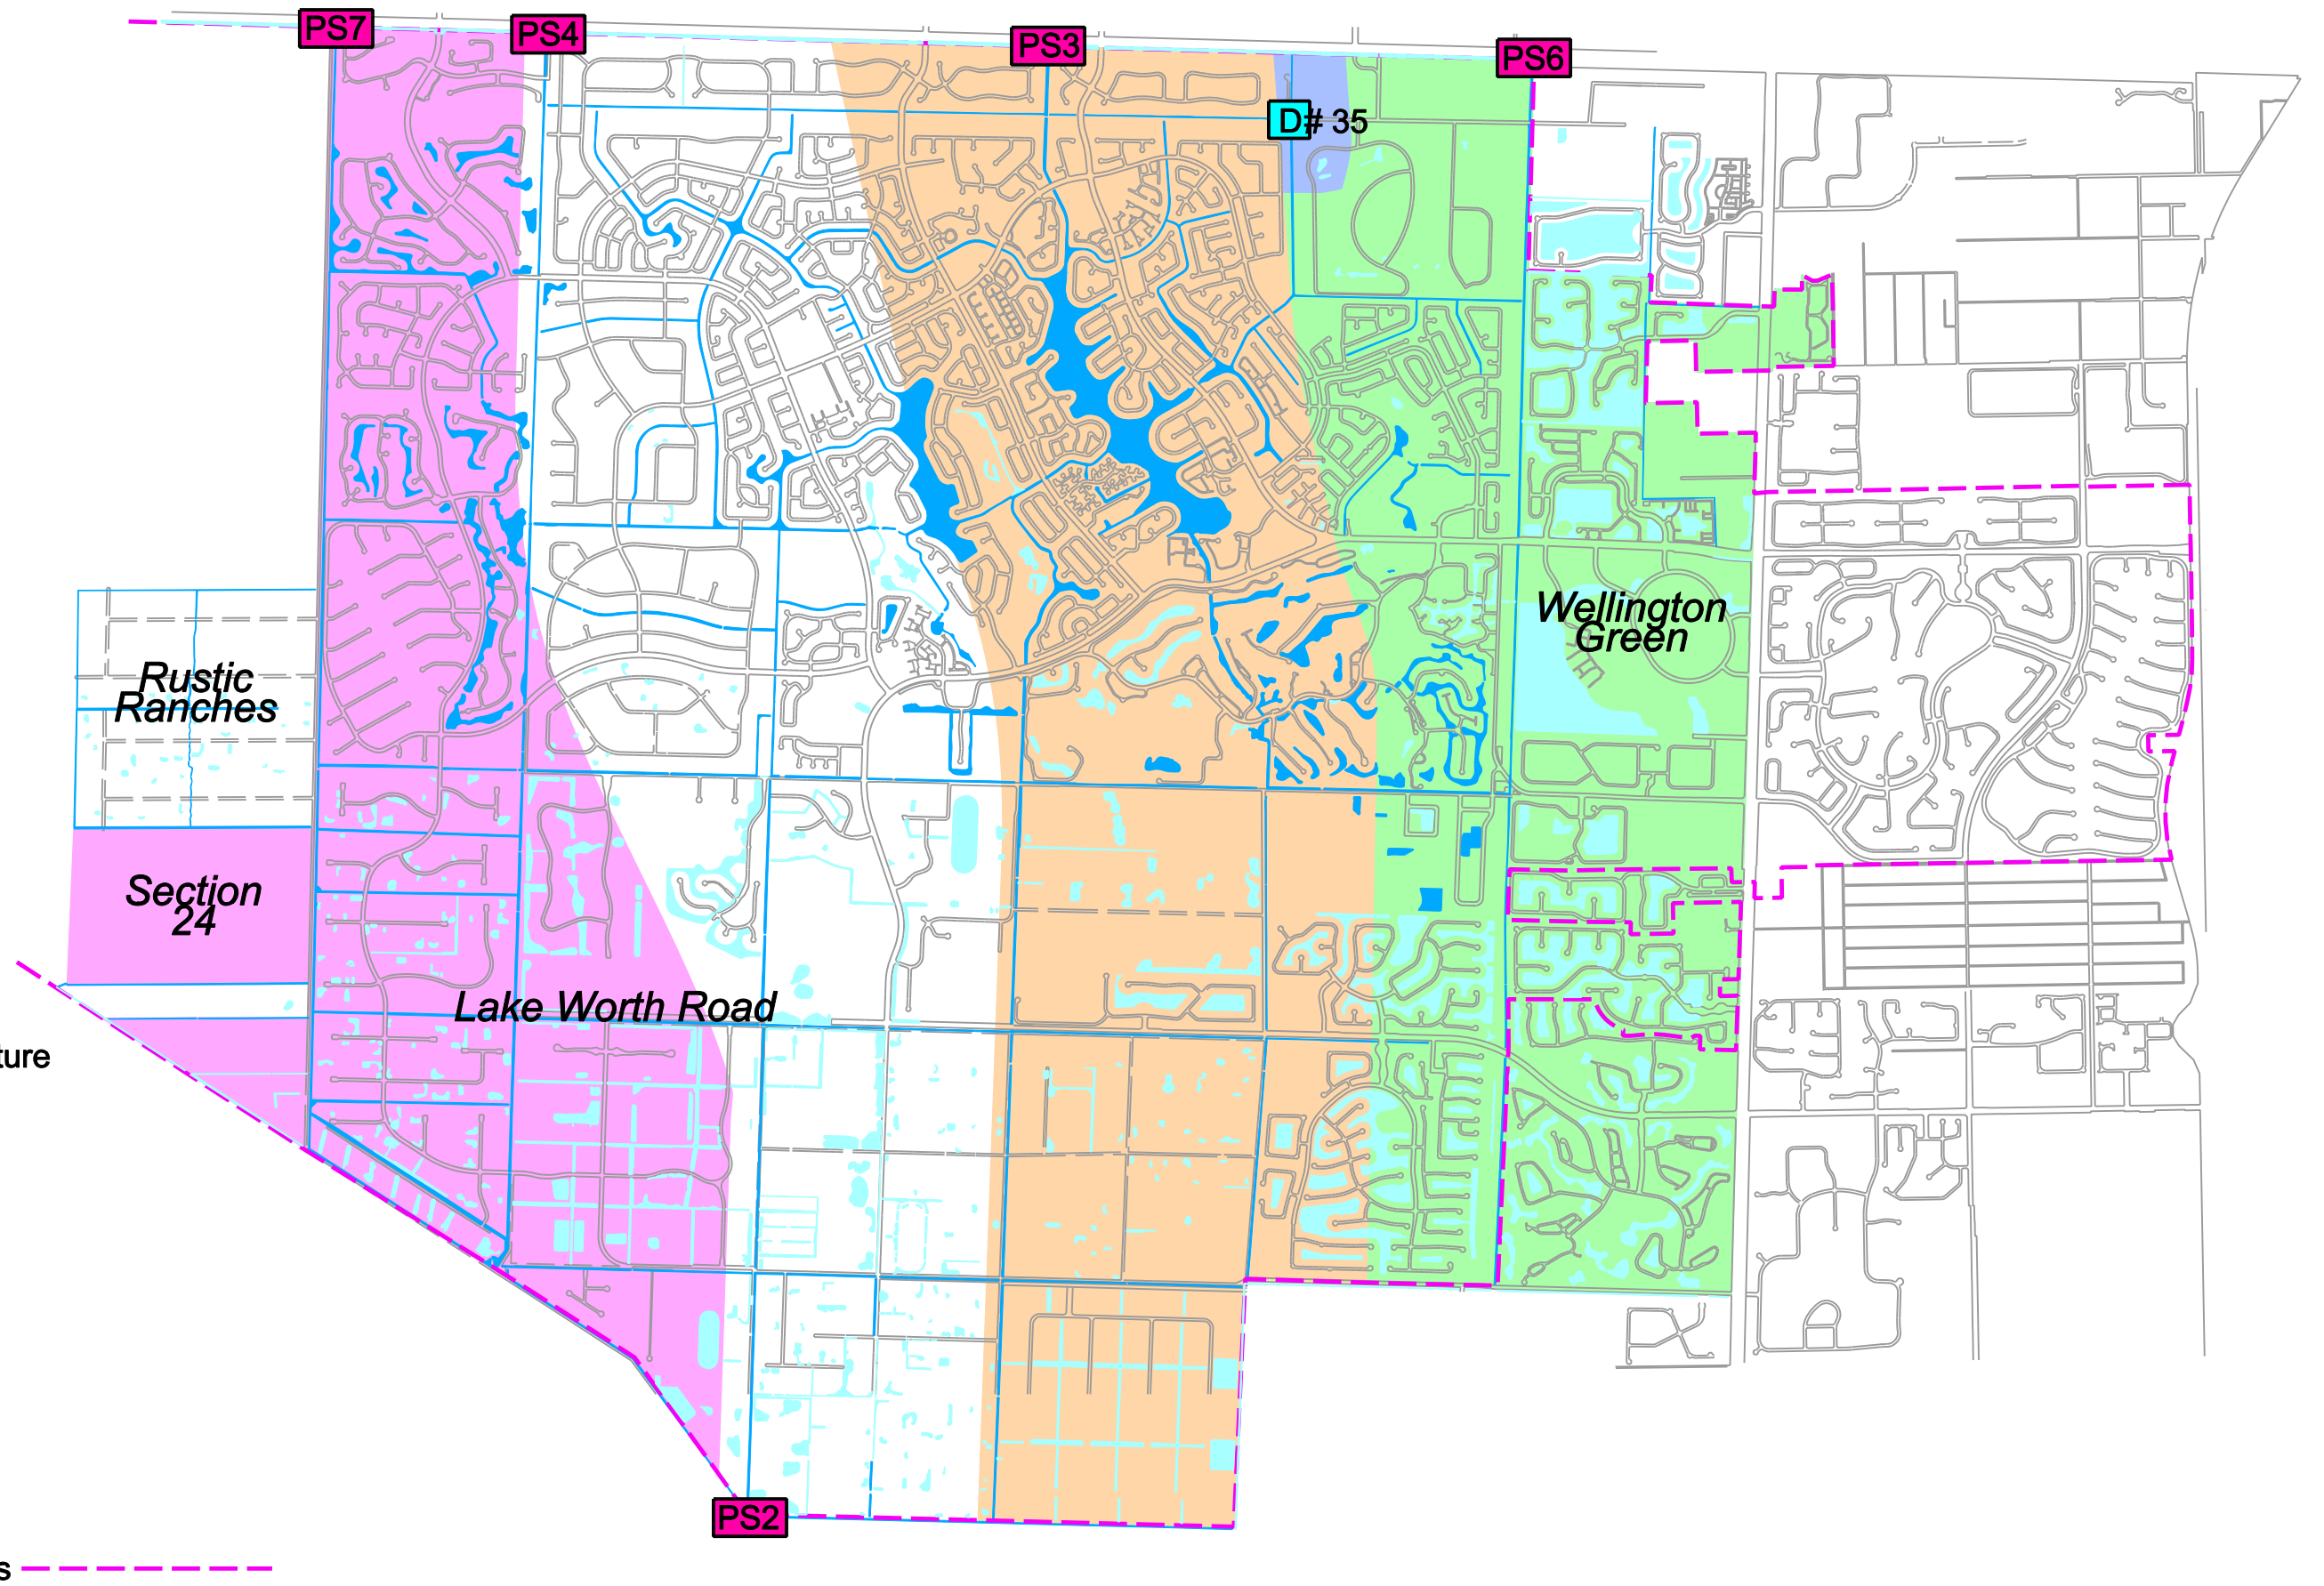 PS7
PS4
PS3
PS6
D# 35
Wellington
Green
Rustic
Ranches
Section
24
Lake Worth Road
ture
PS2
s